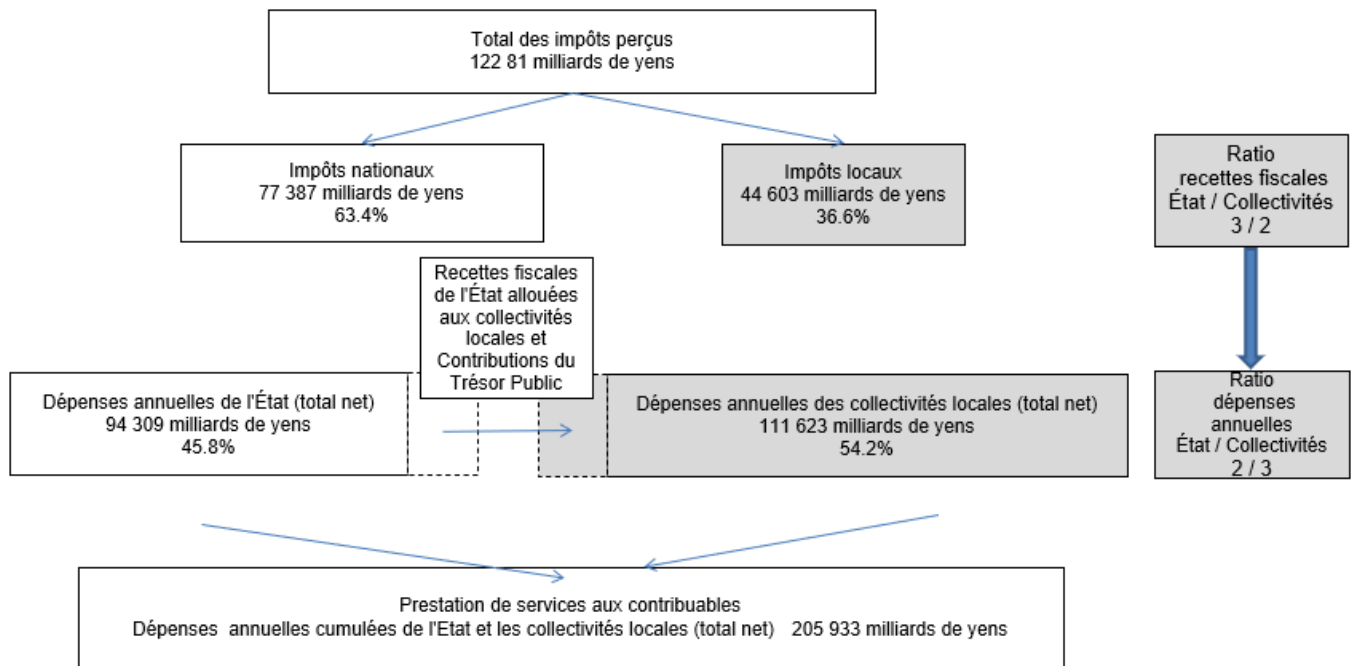 Total des impôts perçus
122 81 milliards de yens
Impôts nationaux
77 387 milliards de yens
63.4%
Impôts locaux
44 603 milliards de yens
36.6%
Ratio
recettes fiscales
État / Collectivités
3 / 2
Recettes fiscales
de l'État allouées
aux collectivités
locales et
Contributions du
Trésor Public
Dépenses annuelles de l'État (total net)
94 309 milliards de yens
45.8%
Dépenses annuelles des collectivités locales (total net)
111 623 milliards de yens
54.2%
Ratio
dépenses
annuelles
État / Collectivités
2 / 3
Prestation de services aux contribuables
Dépenses annuelles cumulées de l'Etat et les collectivités locales (total net) 205 933 milliards de yens